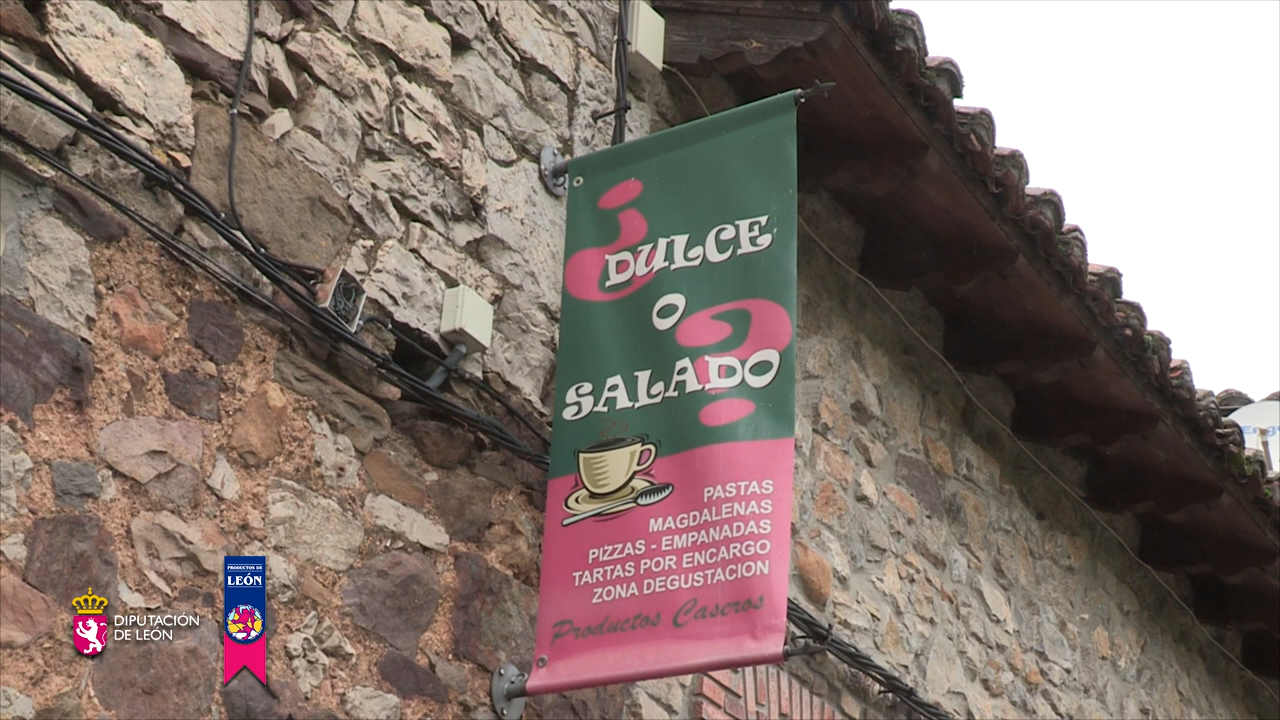 ¿DULCE
O
SALADO?
PASTAS
MAGDALENAS
PIZZAS - EMPANADAS
TARTAS POR ENCARGO
ZONA DEGUSTACION
Productos Caseros
DIPUTACIÓN
DE LEÓN
PRODUCTOS DE
LEÓN